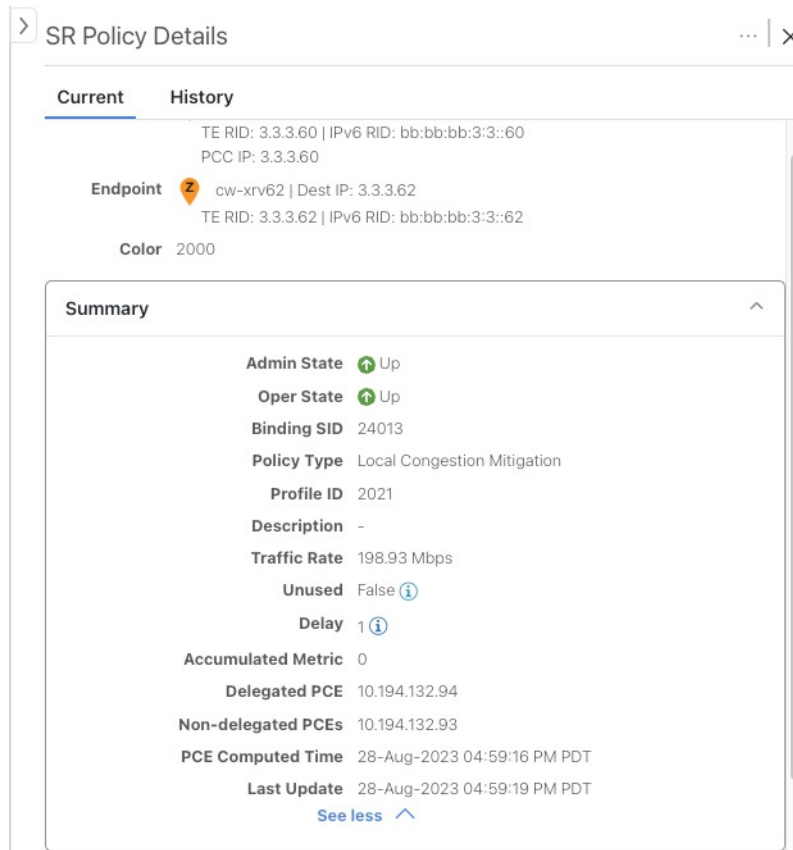 SR Policy Details
Current History
TE RID: 3.3.3.60 | IPv6 RID: bb:bb:bb:3:3::60
PCC IP: 3.3.3.60
Endpoint Z cw-xrv62 | Dest IP: 3.3.3.62
TE RID: 3.3.3.62 | IPv6 RID: bb:bb:bb:3:3::62
Color 2000
Summary
Admin State Up
Oper State Up
Binding SID 24013
Policy Type Local Congestion Mitigation
Profile ID 2021
Description -
Traffic Rate 198.93 Mbps
Unused False i
Delay 1 i
Accumulated Metric 0
Delegated PCE 10.194.132.94
Non-delegated PCEs 10.194.132.93
PCE Computed Time 28-Aug-2023 04:59:16 PM PDT
Last Update 28-Aug-2023 04:59:19 PM PDT
See less